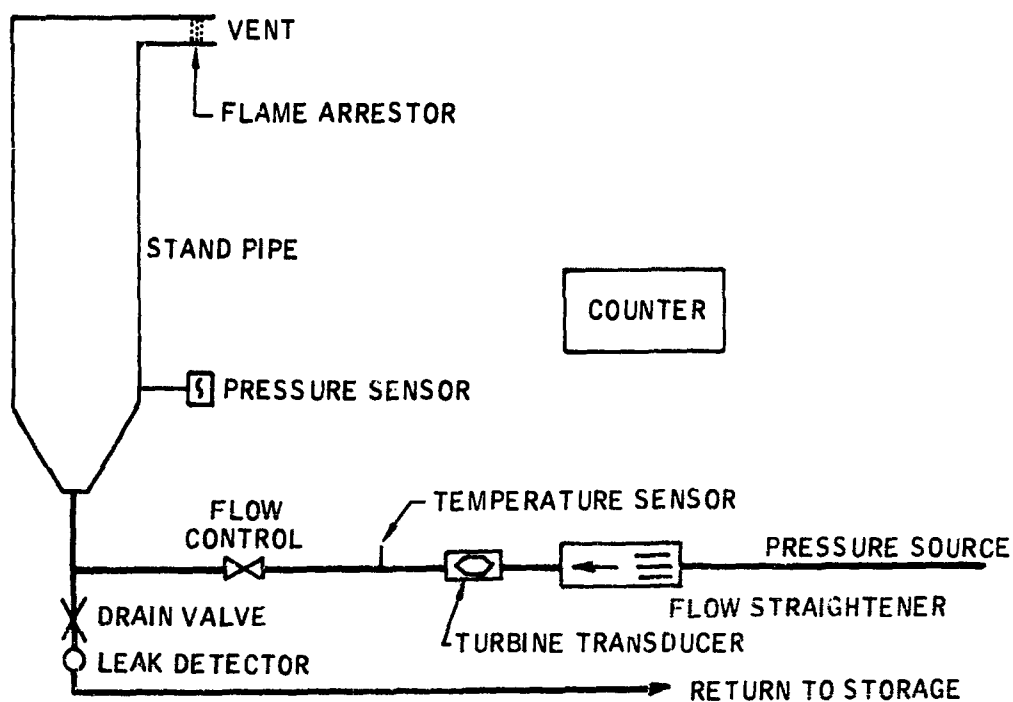 VENT
FLAME ARRESTOR
STAND PIPE
COUNTER
PRESSURE SENSOR
TEMPERATURE SENSOR
FLOW
CONTROL
PRESSURE SOURCE
FLOW STRAIGHTENER
DRAIN VALVE
TURBINE TRANSDUCER
LEAK DETECTOR
RETURN TO STORAGE